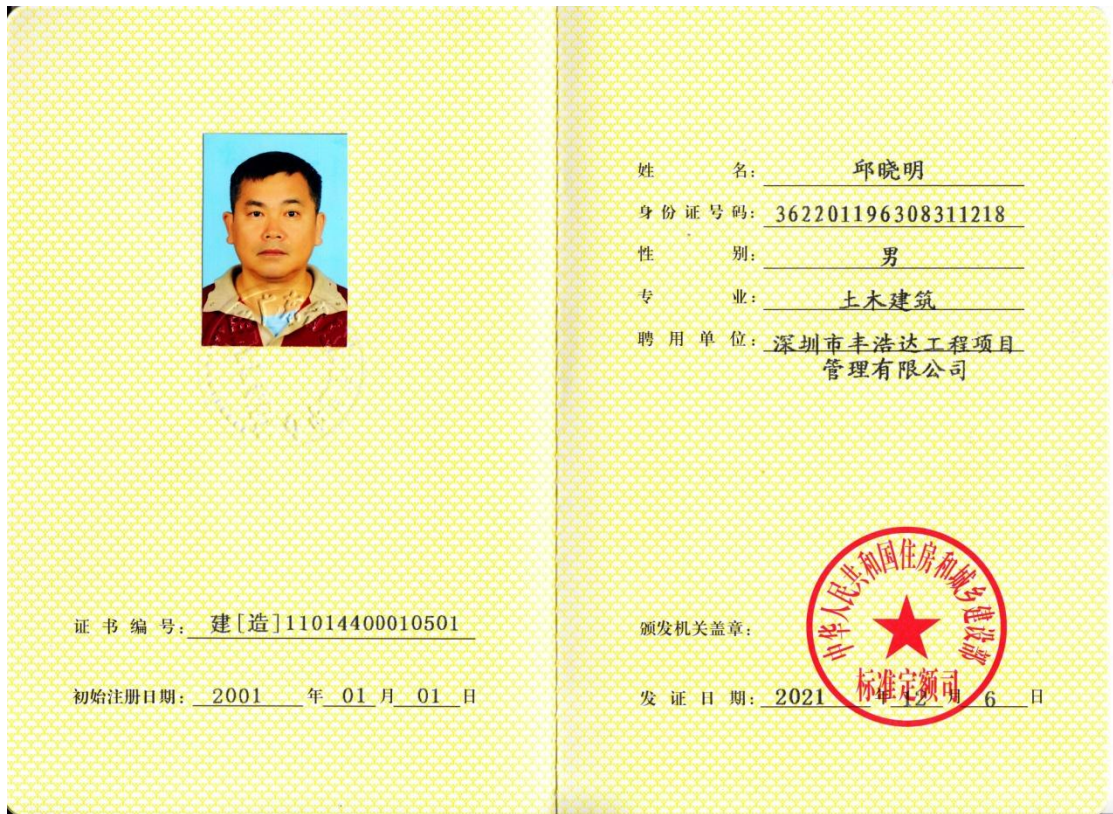 证书编号: 建[造]11014400010501
初始注册日期: 2001 年 01 月 01 日
姓名: 邱晓明
身份证号码: 362201196308311218
性别: 男
专业: 土木建筑
聘用单位: 深圳市丰浩达工程项目
管理有限公司
中华人民共和国住房和城乡建设部
标准定额司
颁发机关盖章:
发证日期: 2021 年 12 月 6 日